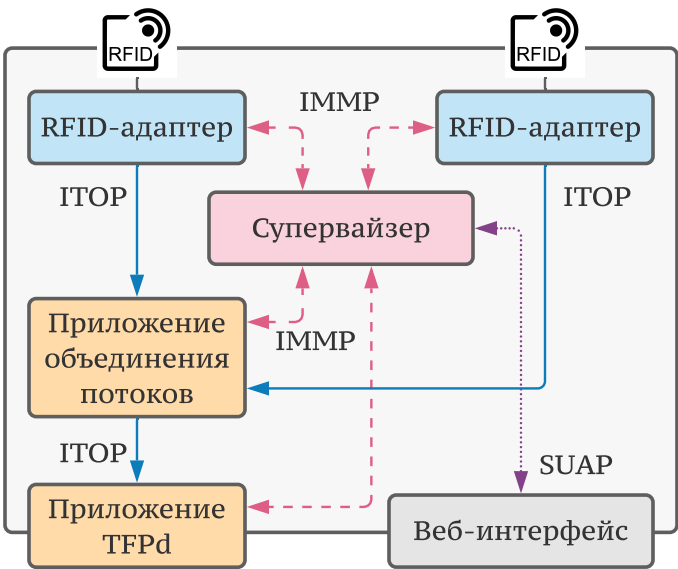 RFID
RFID
RFID-адаптер
IMMP
RFID-адаптер
ITOP
ITOP
Супервайзер
Приложение
объединения
потоков
IMMP
ITOP
SUAP
Приложение
TFPd
Веб-интерфейс